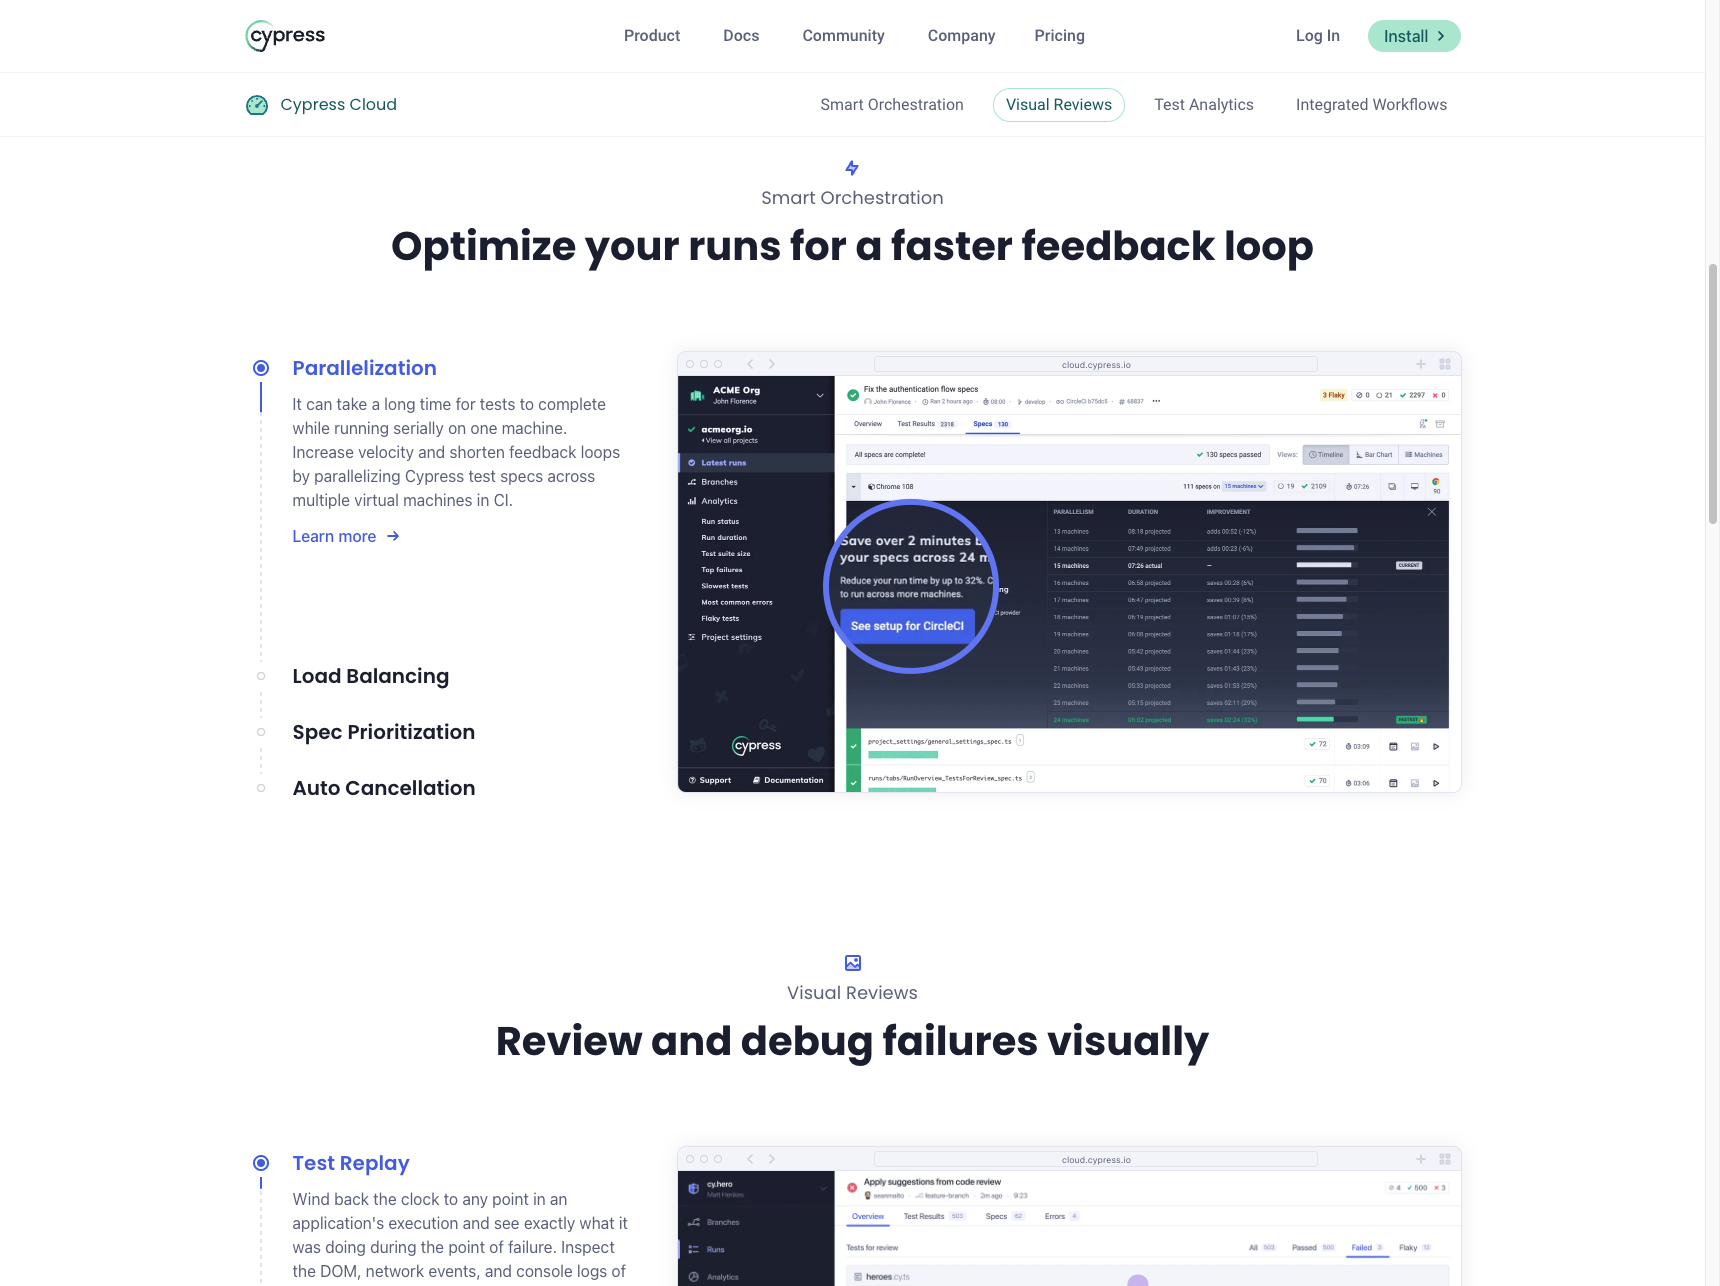 cypress
Product
Docs
Community
Company
Pricing
Log In
Install
Cypress Cloud
Smart Orchestration
Visual Reviews
Test Analytics
Integrated Workflows
Smart Orchestration
Optimize your runs for a faster feedback loop
Parallelization
It can take a long time for tests to complete
while running serially on one machine.
Increase velocity and shorten feedback loops
by parallelizing Cypress test specs across
multiple virtual machines in CI.
Learn more
Load Balancing
Spec Prioritization
Auto Cancellation
cloud.cypress.io
ACME Org
John Florence
acmeorg.io
View all projects
Latest runs
Branches
Analytics
Run status
Run duration
Test suite size
Top failures
Slowest tests
Most common errors
Flaky tests
Project settings
cypress
Support
Documentation
Fix the authentication flow specs
John Florence · Ran 2 hours ago · 08:00 · develop · CircleCI b75dc5 · # 68837
3 Flaky
0 21 2297 0
Overview
Test Results 2318
Specs 130
All specs are complete!
130 specs passed
Views:
Timeline
Bar Chart
Machines
Chrome 108
111 specs on 15 machines
19 2109
07:26
90
Save over 2 minutes b
your specs across 24 m
Reduce your run time by up to 32%. C
to run across more machines.
See setup for CircleCI
ng
CI provider
PARALLELISM DURATION IMPROVEMENT
13 machines 08:18 projected adds 00:52 (-12%)
14 machines 07:49 projected adds 00:23 (-6%)
15 machines 07:26 actual – CURRENT
16 machines 06:58 projected saves 00:28 (6%)
17 machines 06:47 projected saves 00:39 (8%)
18 machines 06:19 projected saves 01:07 (15%)
19 machines 06:08 projected saves 01:18 (17%)
20 machines 05:42 projected saves 01:44 (23%)
21 machines 05:43 projected saves 01:43 (23%)
22 machines 05:33 projected saves 01:53 (25%)
23 machines 05:15 projected saves 02:11 (29%)
24 machines 05:02 projected saves 02:24 (32%) FASTEST
project_settings/general_settings_spec.ts
72
03:09
runs/tabs/RunOverview_TestsForReview_spec.ts
70
03:06
Visual Reviews
Review and debug failures visually
Test Replay
Wind back the clock to any point in an
application's execution and see exactly what it
was doing during the point of failure. Inspect
the DOM, network events, and console logs of
cloud.cypress.io
cy.hero
Matt Henkes
Branches
Runs
Analytics
Apply suggestions from code review
seanmalto · feature-branch · 2m ago · 9:23
4 500 3
Overview
Test Results 503
Specs 62
Errors 4
Tests for review
All 503
Passed 500
Failed 3
Flaky 12
heroes.cy.ts